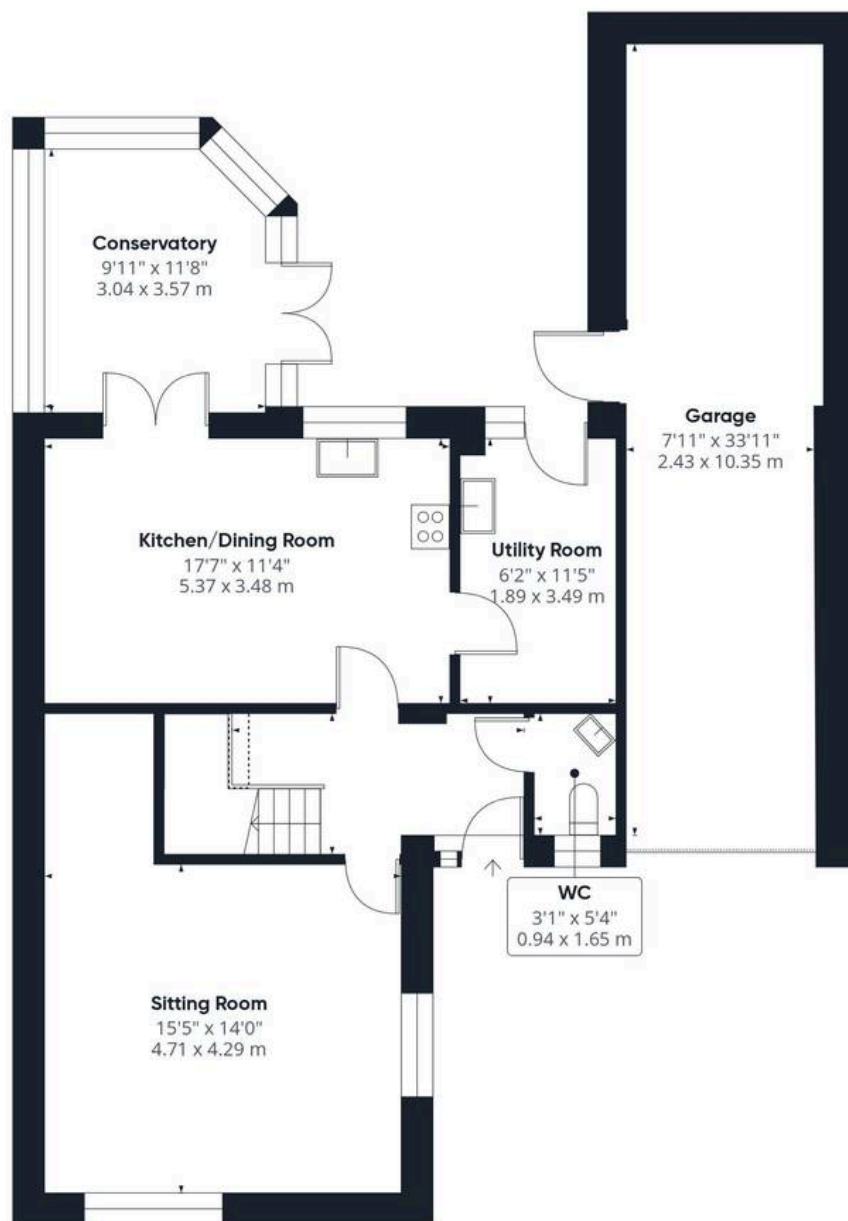 Conservatory
9'11" x 11'8"
3.04 x 3.57 m
Garage
7'11" x 33'11"
2.43 x 10.35 m
Kitchen/Dining Room
17'7" x 11'4"
5.37 x 3.48 m
Utility Room
6'2" x 11'5"
1.89 x 3.49 m
WC
3'1" x 5'4"
0.94 x 1.65 m
Sitting Room
15'5" x 14'0"
4.71 x 4.29 m